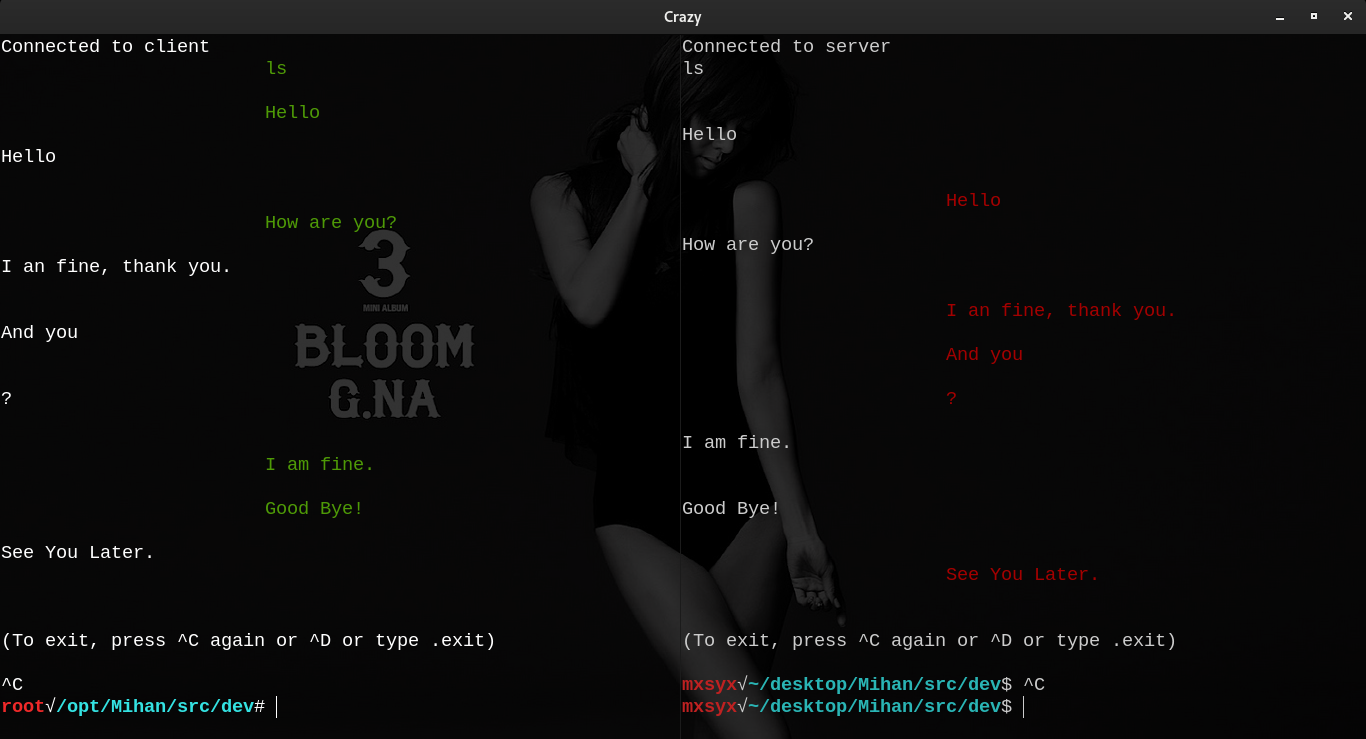 Crazy
Connected to client
ls
Hello
Hello
How are you?
I an fine, thank you.
And you
?
I am fine.
Good Bye!
See You Later.
(To exit, press ^C again or ^D or type .exit)
^C
root√/opt/Mihan/src/dev#
3
MINI ALBUM
BLOOM
G.NA
Connected to server
ls
Hello
Hello
How are you?
I an fine, thank you.
And you
?
I am fine.
Good Bye!
See You Later.
(To exit, press ^C again or ^D or type .exit)
mxsyx√~/desktop/Mihan/src/dev$ ^C
mxsyx√~/desktop/Mihan/src/dev$